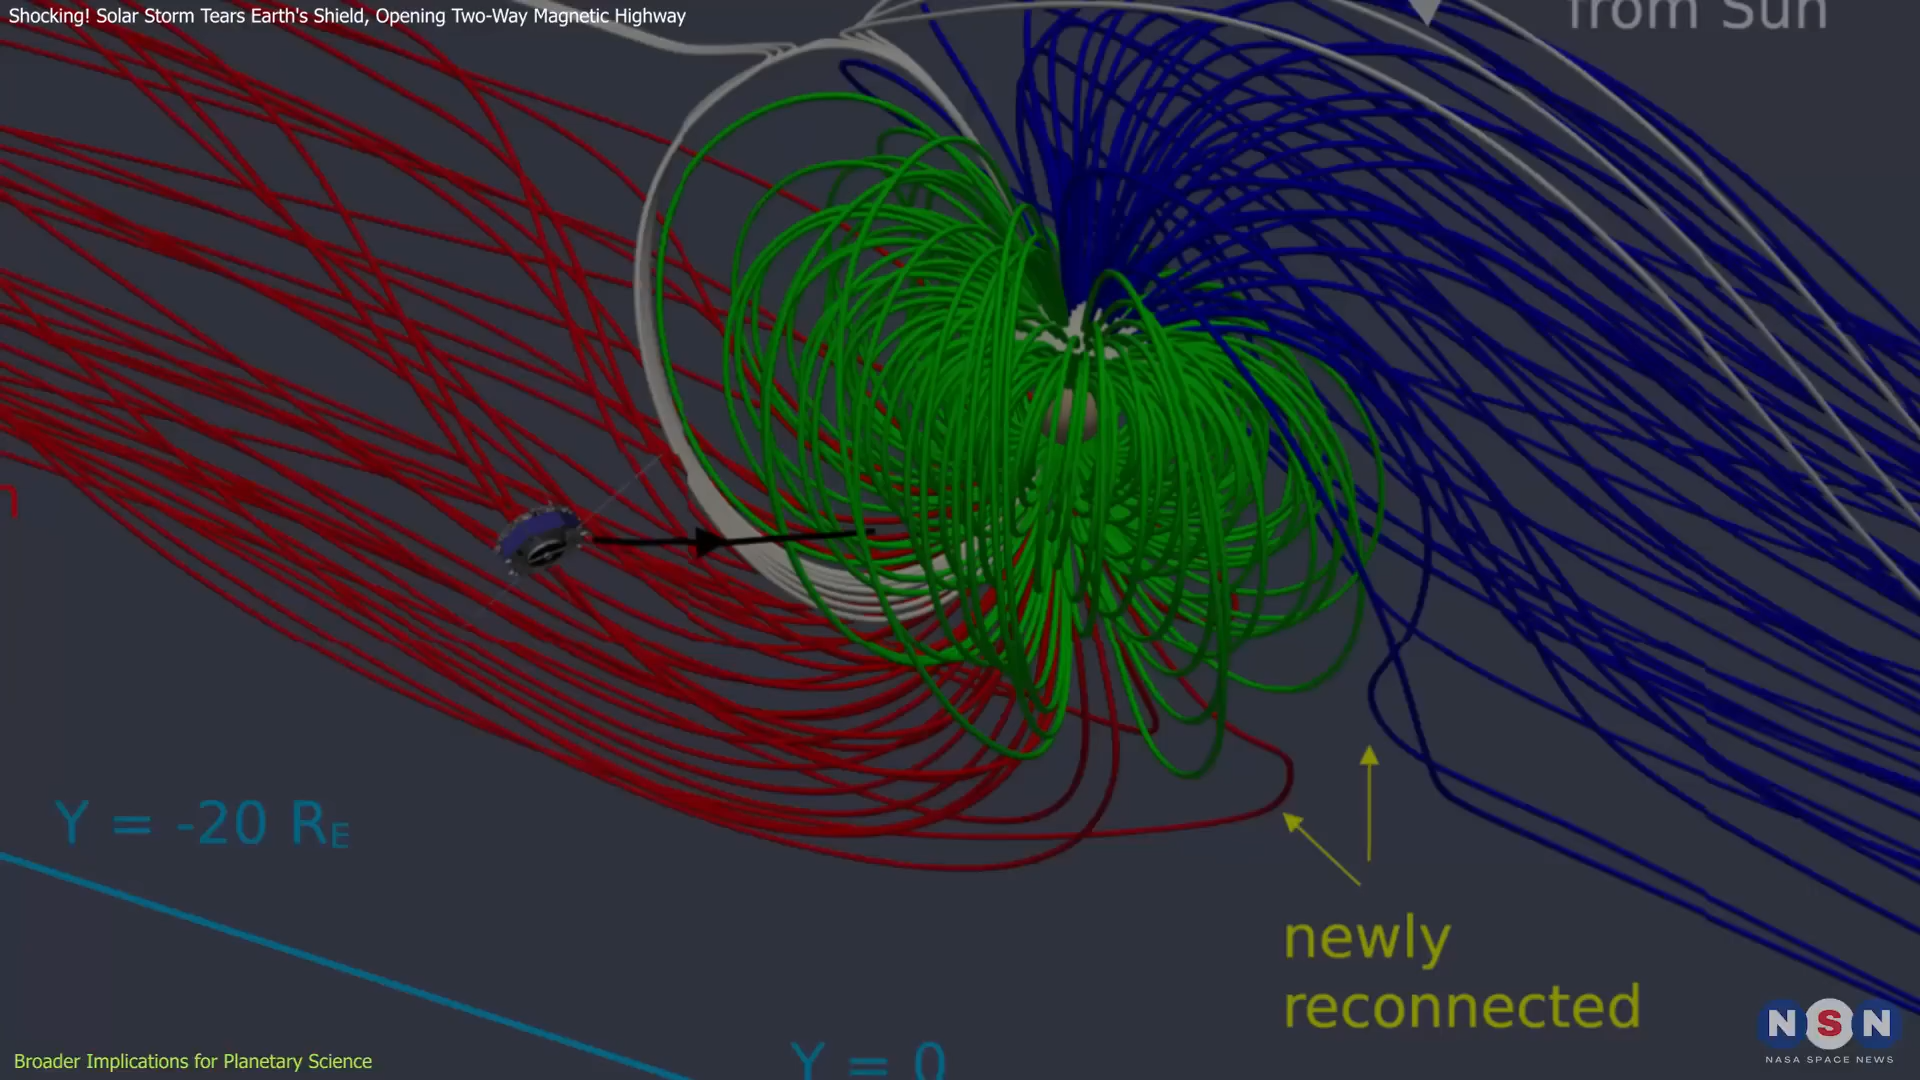 Shocking! Solar Storm Tears Earth's Shield, Opening Two-Way Magnetic Highway
from Sun
Y = -20 RE
newly
reconnected
Y = 0
Broader Implications for Planetary Science
NSN
NASA SPACE NEWS